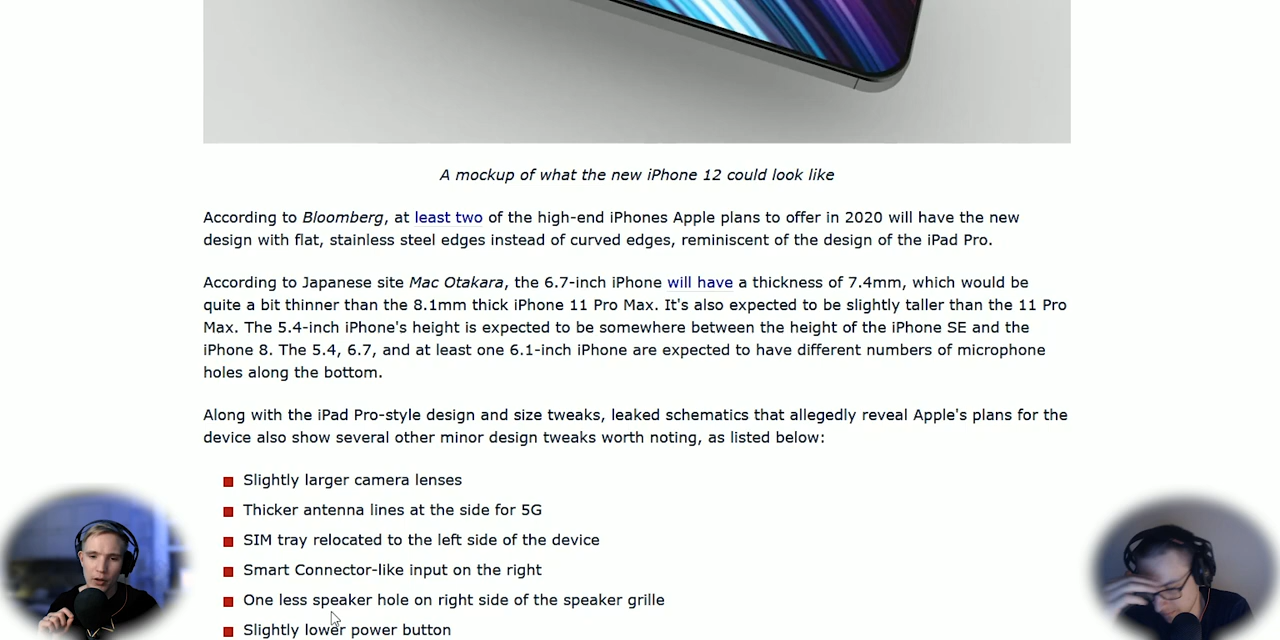 A mockup of what the new iPhone 12 could look like
According to Bloomberg, at least two of the high-end iPhones Apple plans to offer in 2020 will have the new
design with flat, stainless steel edges instead of curved edges, reminiscent of the design of the iPad Pro.
According to Japanese site Mac Otakara, the 6.7-inch iPhone will have a thickness of 7.4mm, which would be
quite a bit thinner than the 8.1mm thick iPhone 11 Pro Max. It's also expected to be slightly taller than the 11 Pro
Max. The 5.4-inch iPhone's height is expected to be somewhere between the height of the iPhone SE and the
iPhone 8. The 5.4, 6.7, and at least one 6.1-inch iPhone are expected to have different numbers of microphone
holes along the bottom.
Along with the iPad Pro-style design and size tweaks, leaked schematics that allegedly reveal Apple's plans for the
device also show several other minor design tweaks worth noting, as listed below:
Slightly larger camera lenses
Thicker antenna lines at the side for 5G
SIM tray relocated to the left side of the device
Smart Connector-like input on the right
One less speaker hole on right side of the speaker grille
Slightly lower power button